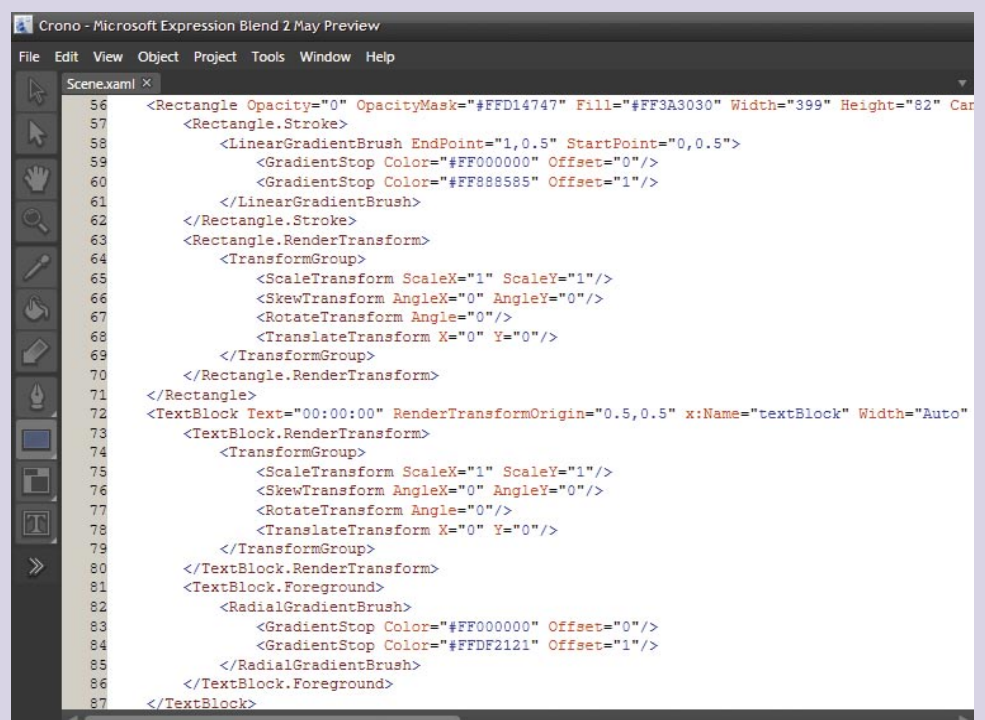 Crono - Microsoft Expression Blend 2 May Preview
File Edit View Object Project Tools Window Help
Scene.xaml ×
56 <Rectangle Opacity="0" OpacityMask="#FFD14747" Fill="#FF3A3030" Width="399" Height="82" Can
57 <Rectangle.Stroke>
58 <LinearGradientBrush EndPoint="1,0.5" StartPoint="0,0.5">
59 <GradientStop Color="#FF000000" Offset="0"/>
60 <GradientStop Color="#FF888585" Offset="1"/>
61 </LinearGradientBrush>
62 </Rectangle.Stroke>
63 <Rectangle.RenderTransform>
64 <TransformGroup>
65 <ScaleTransform ScaleX="1" ScaleY="1"/>
66 <SkewTransform AngleX="0" AngleY="0"/>
67 <RotateTransform Angle="0"/>
68 <TranslateTransform X="0" Y="0"/>
69 </TransformGroup>
70 </Rectangle.RenderTransform>
71 </Rectangle>
72 <TextBlock Text="00:00:00" RenderTransformOrigin="0.5,0.5" x:Name="textBlock" Width="Auto"
73 <TextBlock.RenderTransform>
74 <TransformGroup>
75 <ScaleTransform ScaleX="1" ScaleY="1"/>
76 <SkewTransform AngleX="0" AngleY="0"/>
77 <RotateTransform Angle="0"/>
78 <TranslateTransform X="0" Y="0"/>
79 </TransformGroup>
80 </TextBlock.RenderTransform>
81 <TextBlock.Foreground>
82 <RadialGradientBrush>
83 <GradientStop Color="#FF000000" Offset="0"/>
84 <GradientStop Color="#FFDF2121" Offset="1"/>
85 </RadialGradientBrush>
86 </TextBlock.Foreground>
87 </TextBlock>